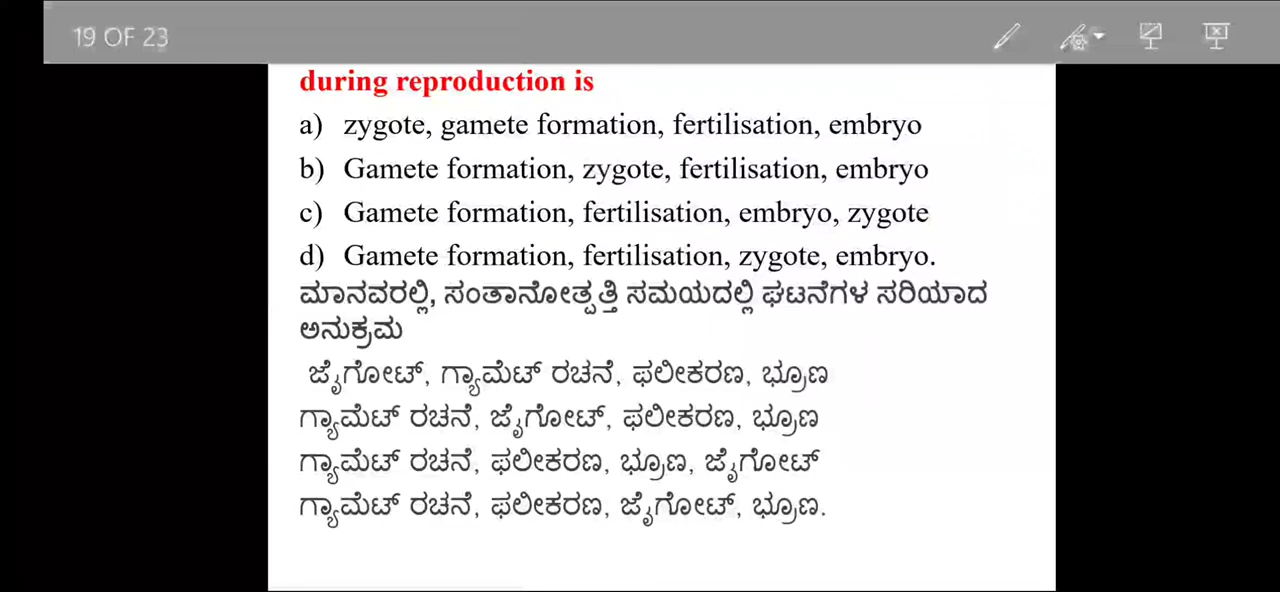 19 OF 23
during reproduction is
a) zygote, gamete formation, fertilisation, embryo
b) Gamete formation, zygote, fertilisation, embryo
c) Gamete formation, fertilisation, embryo, zygote
d) Gamete formation, fertilisation, zygote, embryo.
ಮಾನವರಲ್ಲಿ, ಸಂತಾನೋತ್ಪತ್ತಿ ಸಮಯದಲ್ಲಿ ಘಟನೆಗಳ ಸರಿಯಾದ
ಅನುಕ್ರಮ
ಜೈಗೋಟ್, ಗ್ಯಾಮೆಟ್ ರಚನೆ, ಫಲೀಕರಣ, ಭ್ರೂಣ
ಗ್ಯಾಮೆಟ್ ರಚನೆ, ಜೈಗೋಟ್, ಫಲೀಕರಣ, ಭ್ರೂಣ
ಗ್ಯಾಮೆಟ್ ರಚನೆ, ಫಲೀಕರಣ, ಭ್ರೂಣ, ಜೈಗೋಟ್
ಗ್ಯಾಮೆಟ್ ರಚನೆ, ಫಲೀಕರಣ, ಜೈಗೋಟ್, ಭ್ರೂಣ.